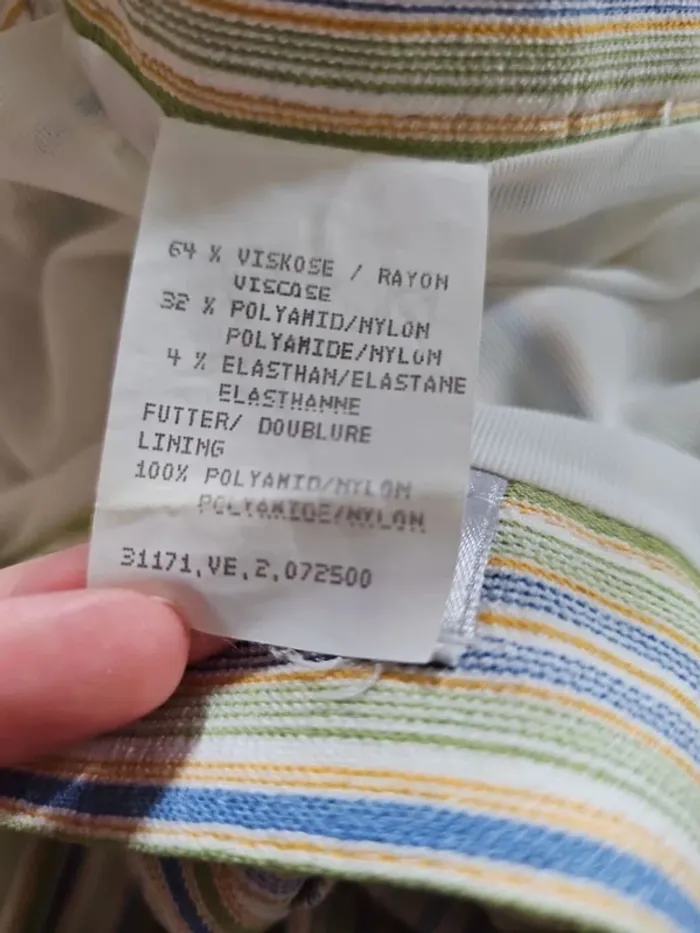 64 % VISKOSE / RAYON
VISCOSE
32 % POLYAMID/NYLON
POLYAMIDE/NYLON
4 % ELASTHAN/ELASTANE
ELASTHANNE
FUTTER/ DOUBLURE
LINING
100% POLYAMID/NYLON
POLYAMIDE/NYLON
31171,VE,2,072500